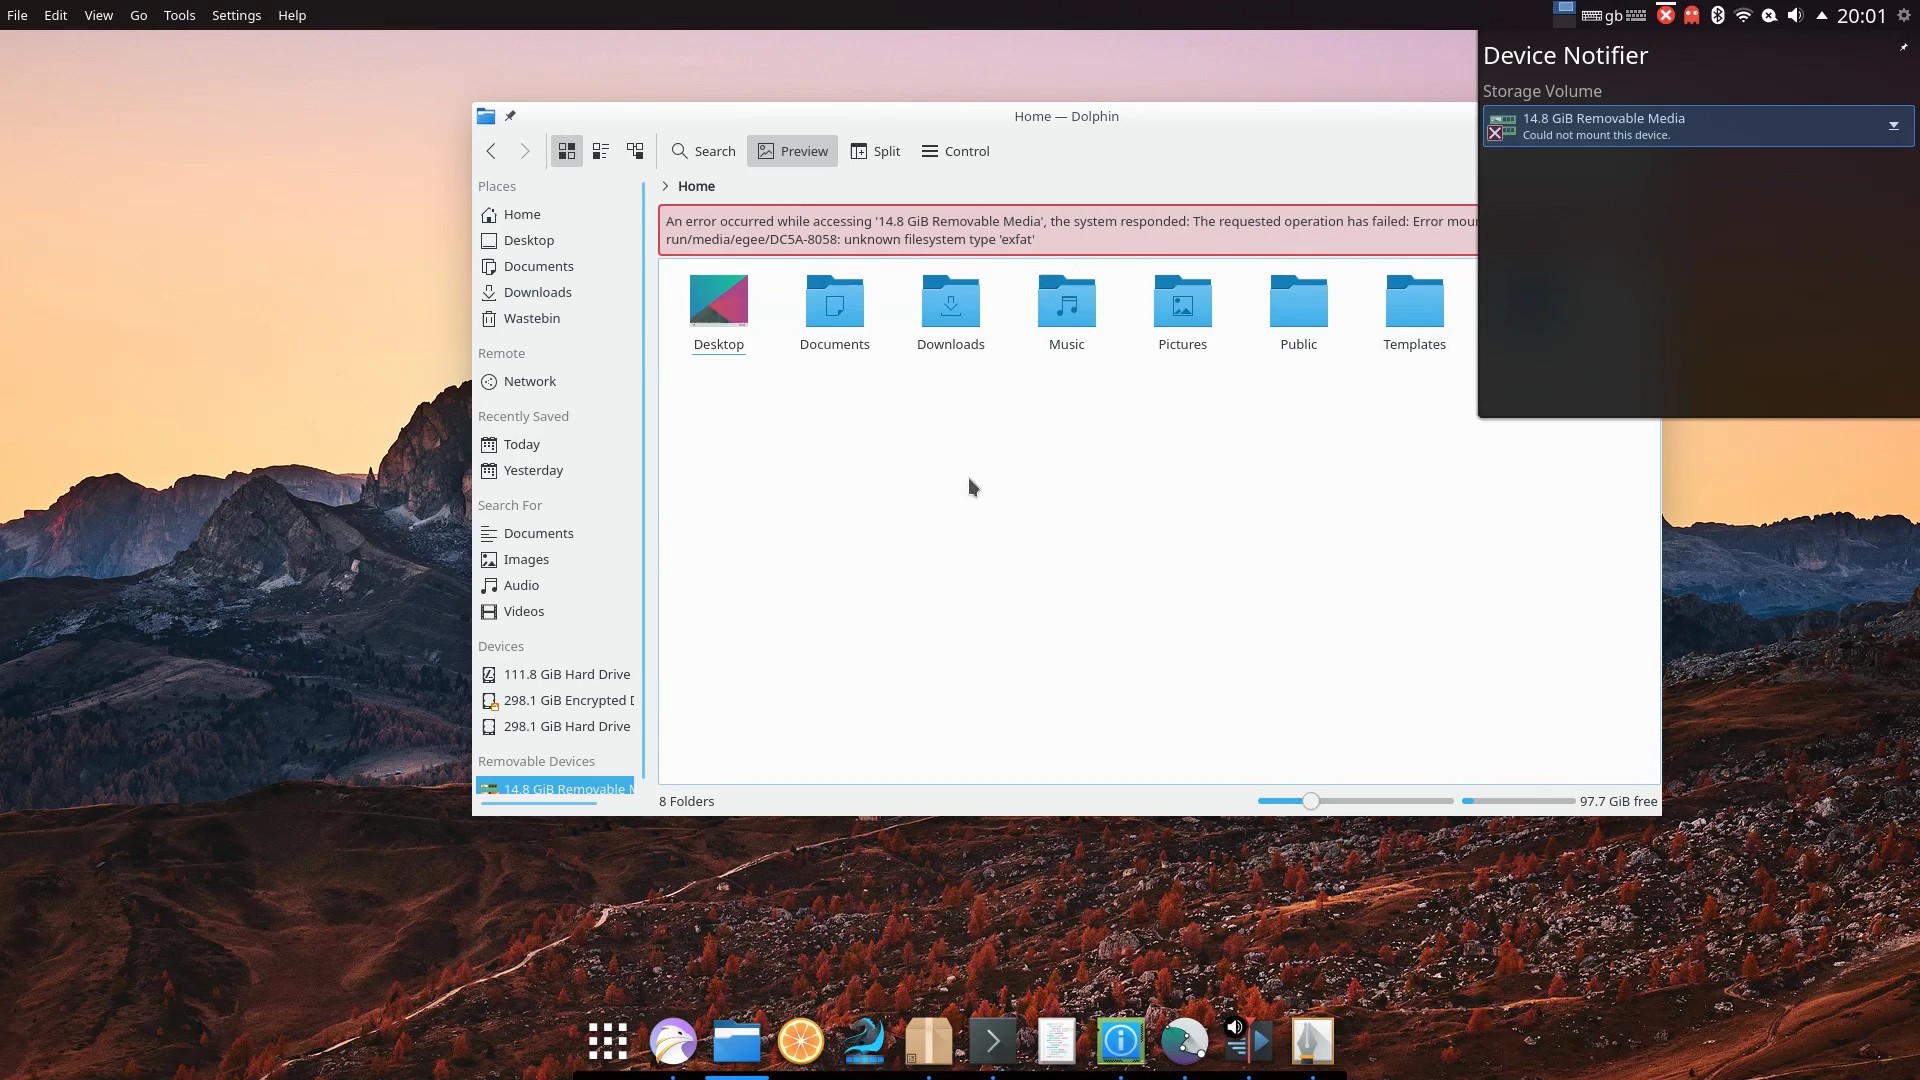 File Edit View Go Tools Settings Help
gb
20:01
Device Notifier
Storage Volume
14.8 GiB Removable Media
Could not mount this device.
Home — Dolphin
Search Preview Split Control
Places
Home
Desktop
Documents
Downloads
Wastebin
Remote
Network
Recently Saved
Today
Yesterday
Search For
Documents
Images
Audio
Videos
Devices
111.8 GiB Hard Drive
298.1 GiB Encrypted
298.1 GiB Hard Drive
Removable Devices
14.8 GiB Removable
Home
An error occurred while accessing '14.8 GiB Removable Media', the system responded: The requested operation has failed: Error
run/media/egee/DC5A-8058: unknown filesystem type 'exfat'
Desktop Documents Downloads Music Pictures Public Templates
8 Folders
97.7 GiB free